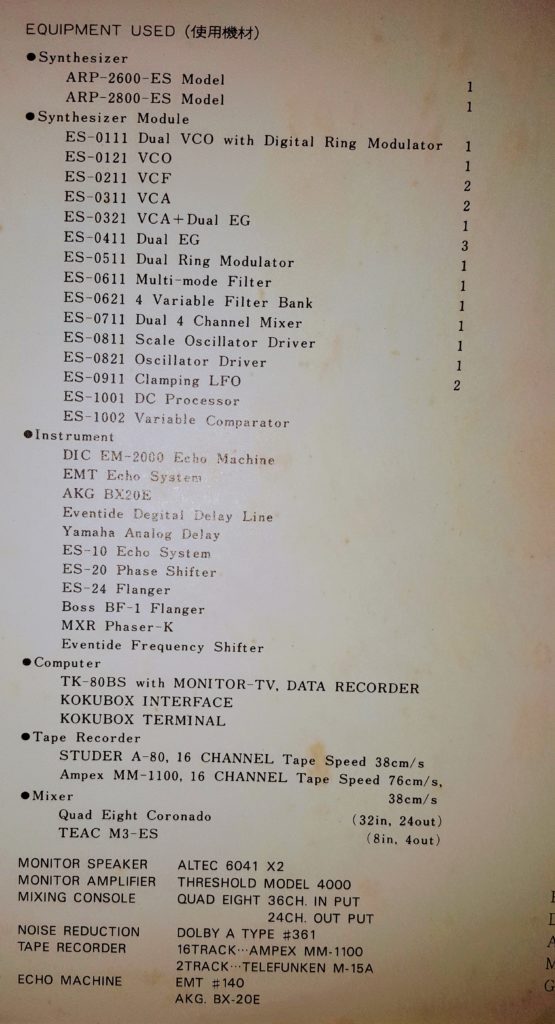 EQUIPMENT USED (使用機材)
●Synthesizer
ARP-2600-ES Model 1
ARP-2800-ES Model 1
●Synthesizer Module
ES-0111 Dual VCO with Digital Ring Modulator 1
ES-0121 VCO 1
ES-0211 VCF 2
ES-0311 VCA 2
ES-0321 VCA+Dual EG 1
ES-0411 Dual EG 3
ES-0511 Dual Ring Modulator 1
ES-0611 Multi-mode Filter 1
ES-0621 4 Variable Filter Bank 1
ES-0711 Dual 4 Channel Mixer 1
ES-0811 Scale Oscillator Driver 1
ES-0821 Oscillator Driver 1
ES-0911 Clamping LFO 2
ES-1001 DC Processor
ES-1002 Variable Comparator
●Instrument
DIC EM-2000 Echo Machine
EMT Echo System
AKG BX20E
Eventide Degital Delay Line
Yamaha Analog Delay
ES-10 Echo System
ES-20 Phase Shifter
ES-24 Flanger
Boss BF-1 Flanger
MXR Phaser-K
Eventide Frequency Shifter
●Computer
TK-80BS with MONITOR-TV, DATA RECORDER
KOKUBOX INTERFACE
KOKUBOX TERMINAL
●Tape Recorder
STUDER A-80, 16 CHANNEL Tape Speed 38cm/s
Ampex MM-1100, 16 CHANNEL Tape Speed 76cm/s,
38cm/s
●Mixer
Quad Eight Coronado (32in, 24out)
TEAC M3-ES (8in, 4out)
MONITOR SPEAKER ALTEC 6041 X2
MONITOR AMPLIFIER THRESHOLD MODEL 4000
MIXING CONSOLE QUAD EIGHT 36CH. IN PUT
24CH. OUT PUT
NOISE REDUCTION DOLBY A TYPE #361
TAPE RECORDER 16TRACK…AMPEX MM-1100
2TRACK…TELEFUNKEN M-15A
ECHO MACHINE EMT #140
AKG. BX-20E